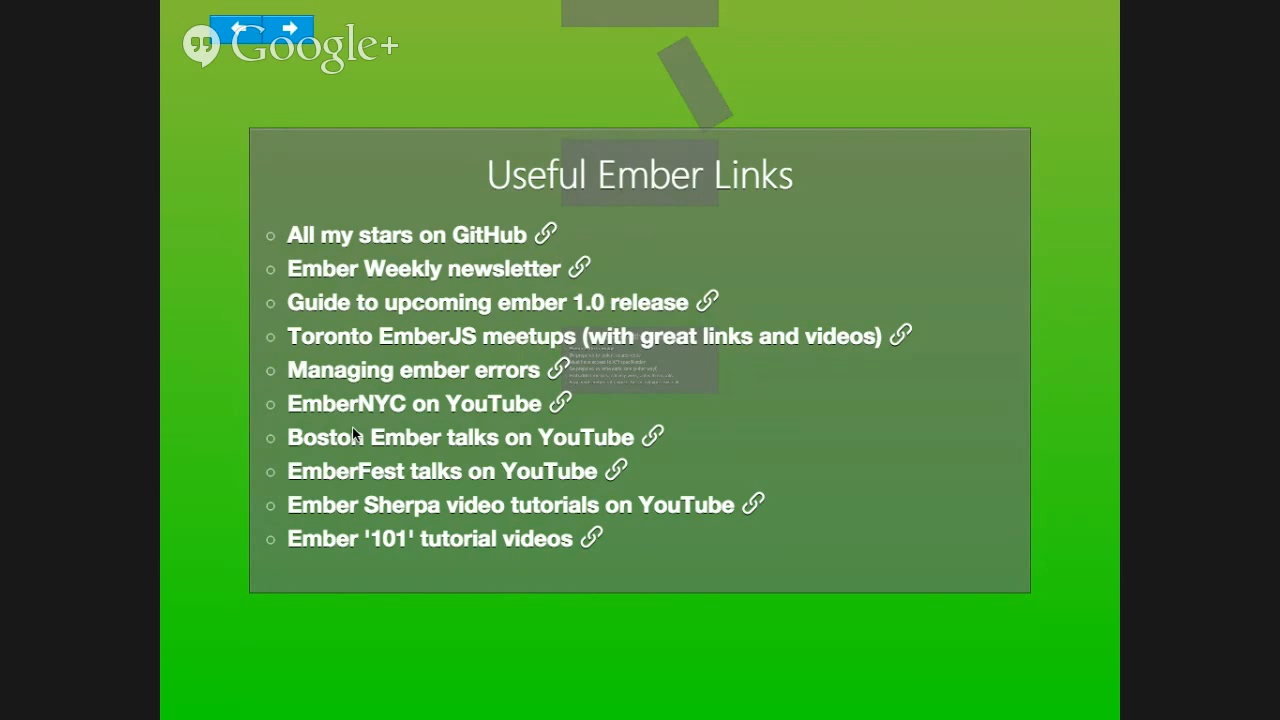 Google+
Useful Ember Links
All my stars on GitHub
Ember Weekly newsletter
Guide to upcoming ember 1.0 release
Toronto EmberJS meetups (with great links and videos)
Managing ember errors
EmberNYC on YouTube
Boston Ember talks on YouTube
EmberFest talks on YouTube
Ember Sherpa video tutorials on YouTube
Ember '101' tutorial videos